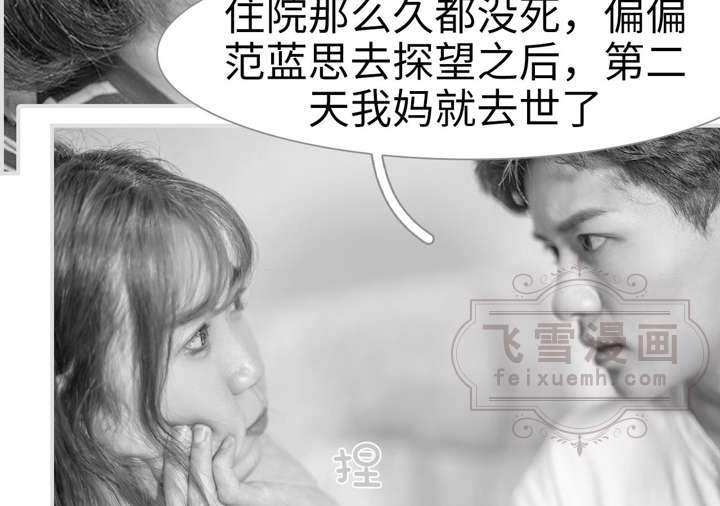 住院那么久都没死，偏偏
范蓝思去探望之后，第二
天我妈就去世了
飞雪漫画
feixuemh.com
捏